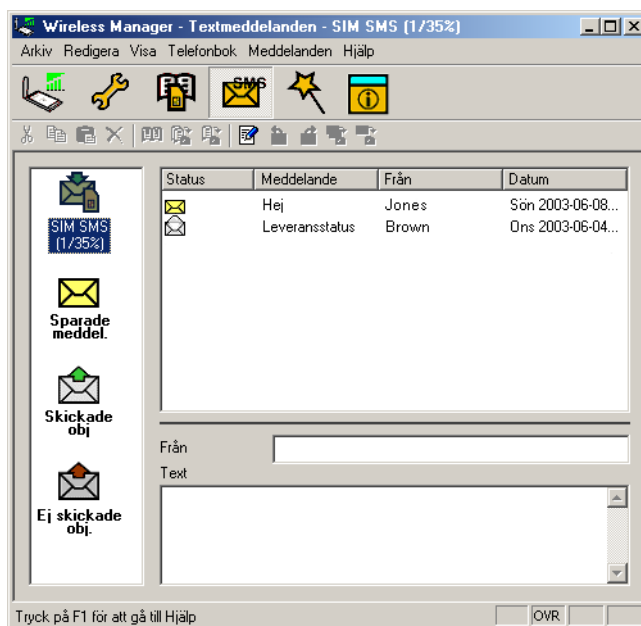 Wireless Manager - Textmeddelanden - SIM SMS (1/35%)
Arkiv Redigera Visa Telefonbok Meddelanden Hjälp
SMS
Status Meddelande Från Datum
Hej Jones Sön 2003-06-08...
Leveransstatus Brown Ons 2003-06-04...
SIM SMS
(1/35%)
Sparade
meddel.
Skickade
obj
Ej skickade
obj.
Från
Text
Tryck på F1 för att gå till Hjälp OVR